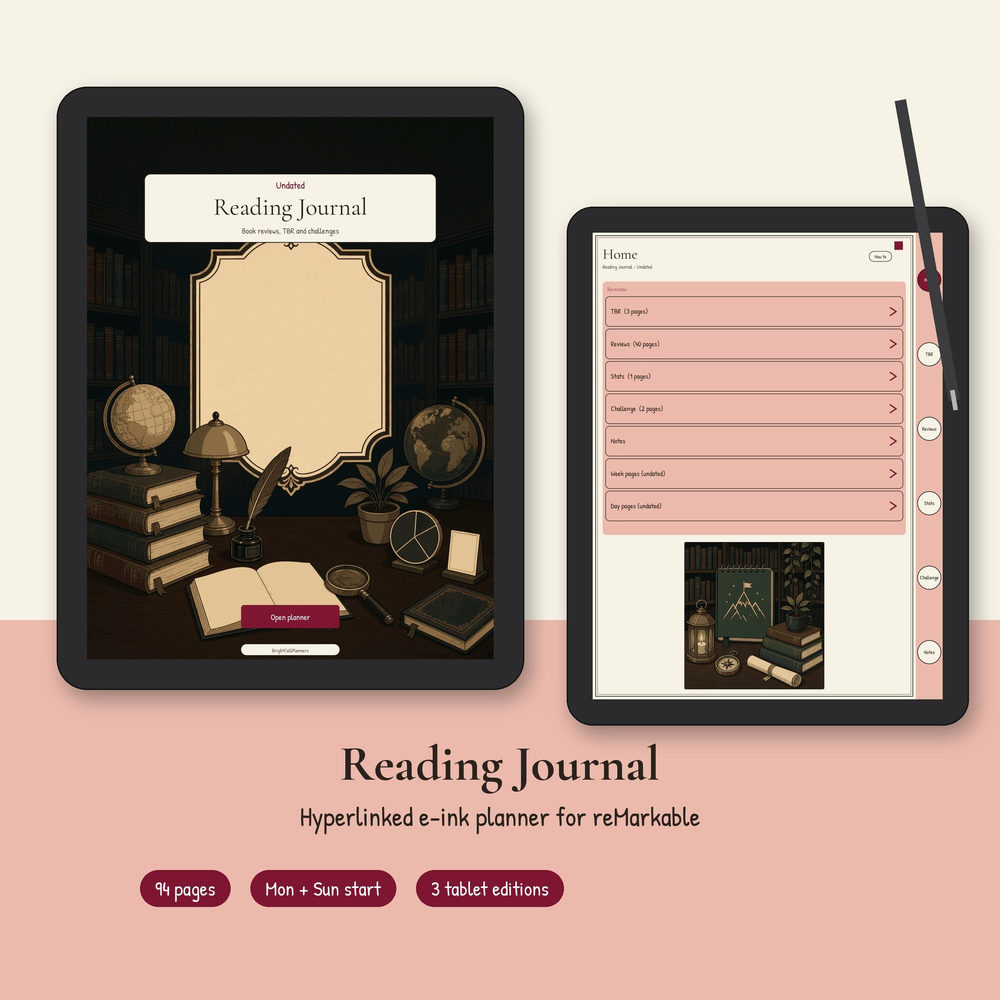 Undated
Reading Journal
Book reviews, TBR and challenges
Open planner
BrightCallPlanners
Home
Reading Journal - Undated
How to
Sections
TBR (3 pages)
Reviews (40 pages)
Stats (1 pages)
Challenge (2 pages)
Notes
Week pages (undated)
Day pages (undated)
TBR
Reviews
Stats
Challenge
Notes
Reading Journal
Hyperlinked e-ink planner for reMarkable
94 pages
Mon + Sun start
3 tablet editions